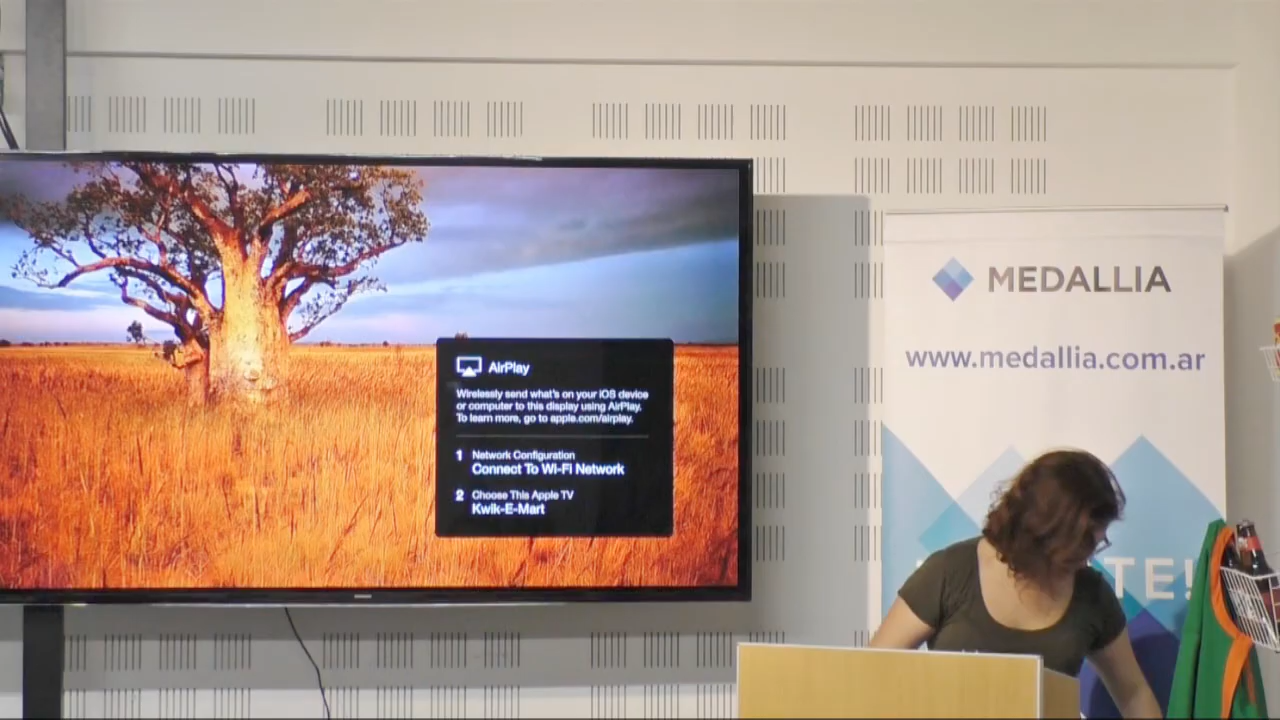 AirPlay
Wirelessly send what's on your iOS device
or computer to this display using AirPlay.
To learn more, go to apple.com/airplay.
1 Network Configuration
Connect To Wi-Fi Network
2 Choose This Apple TV
Kwik-E-Mart
MEDALLIA
www.medallia.com.ar